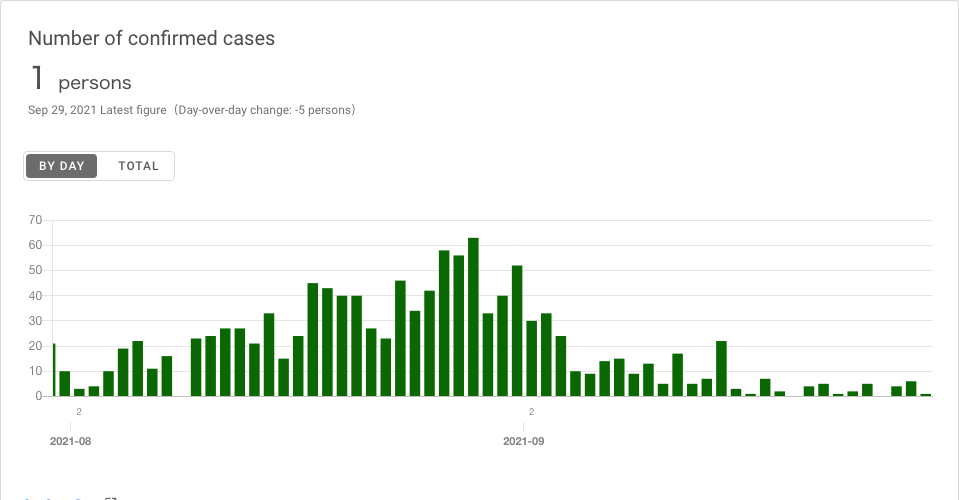 Number of confirmed cases
1 persons
Sep 29, 2021 Latest figure (Day-over-day change: -5 persons)
BY DAY TOTAL
70
60
50
40
30
20
10
0
2 2
2021-08 2021-09